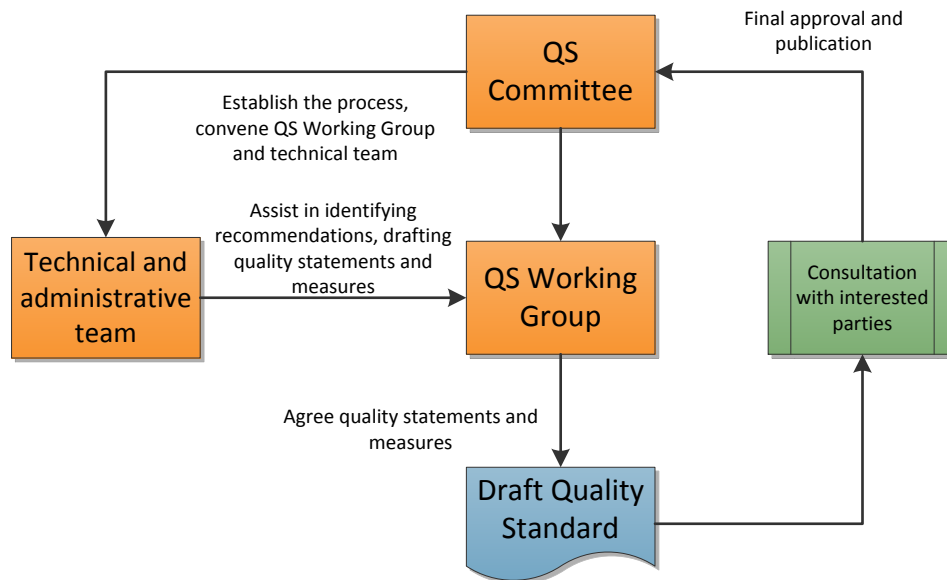 Final approval and
publication
QS
Committee
Establish the process,
convene QS Working Group
and technical team
Assist in identifying
recommendations, drafting
quality statements and
measures
Technical and
administrative
team
QS Working
Group
Consultation
with interested
parties
Agree quality statements and
measures
Draft Quality
Standard